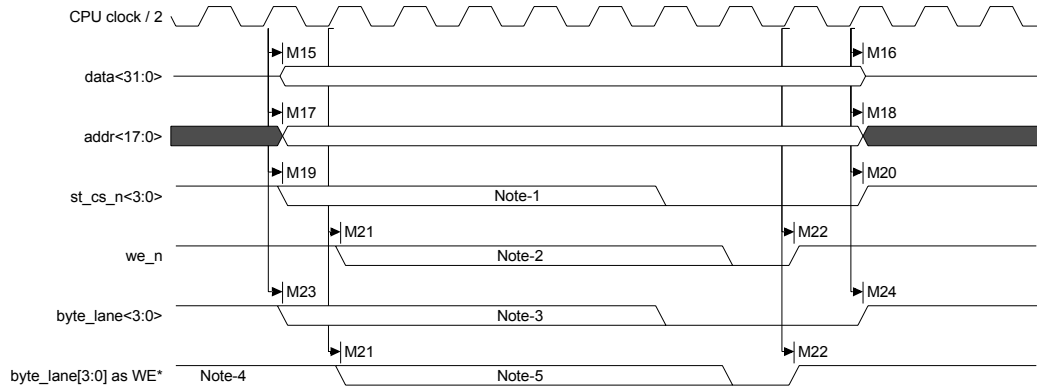 CPU clock / 2
M15 M16
data<31:0>
M17 M18
addr<17:0>
M19 M20
st_cs_n<3:0> Note-1
M21 M22
we_n Note-2
M23 M24
byte_lane<3:0> Note-3
M21 M22
byte_lane[3:0] as WE* Note-4 Note-5